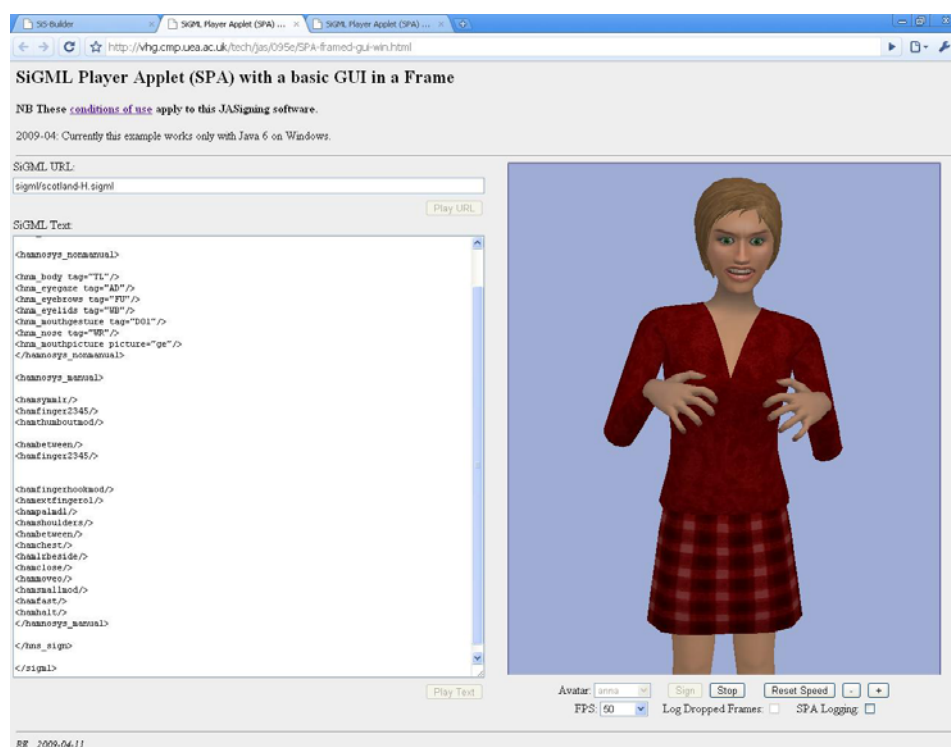 SiS-Builder
SiGML Player Applet (SPA) ...
SiGML Player Applet (SPA) ...
http://vhg.cmp.uea.ac.uk/tech/jas/095e/SPA-framed-gui-win.html
SiGML Player Applet (SPA) with a basic GUI in a Frame
NB These conditions of use apply to this JASigning software.
2009-04: Currently this example works only with Java 6 on Windows.
SiGML URL:
sigml/scotland-H.sigml
Play URL
SiGML Text:
<hamnosys_nonmanual>
<hnm_body tag="TL"/>
<hnm_eyegaze tag="AD"/>
<hnm_eyebrows tag="FU"/>
<hnm_eyelids tag="WB"/>
<hnm_mouthgesture tag="D01"/>
<hnm_nose tag="WR"/>
<hnm_mouthpicture picture="ge"/>
</hamnosys_nonmanual>
<hamnosys_manual>
<hamsymmlr/>
<hamfinger2345/>
<hamthumboutmod/>
<hambetween/>
<hamfinger2345/>
<hamfingerhookmod/>
<hamextfingerol/>
<hampalmdl/>
<hamshoulders/>
<hambetween/>
<hamchest/>
<hamlrbeside/>
<hamclose/>
<hammoveo/>
<hamsmallmod/>
<hamfast/>
<hamhalt/>
</hamnosys_manual>
</hns_sign>
</sigml>
Play Text
Avatar: anna Sign Stop Reset Speed - +
FPS: 50 Log Dropped Frames: SPA Logging:
RE 2009-04-11